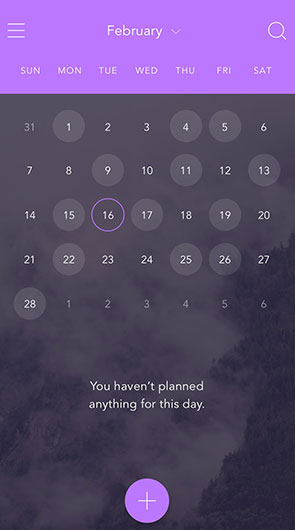 February
SUN MON TUE WED THU FRI SAT
31 1 2 3 4 5 6
7 8 9 10 11 12 13
14 15 16 17 18 19 20
21 22 23 24 25 26 27
28 1 2 3 4 5 6
You haven’t planned
anything for this day.